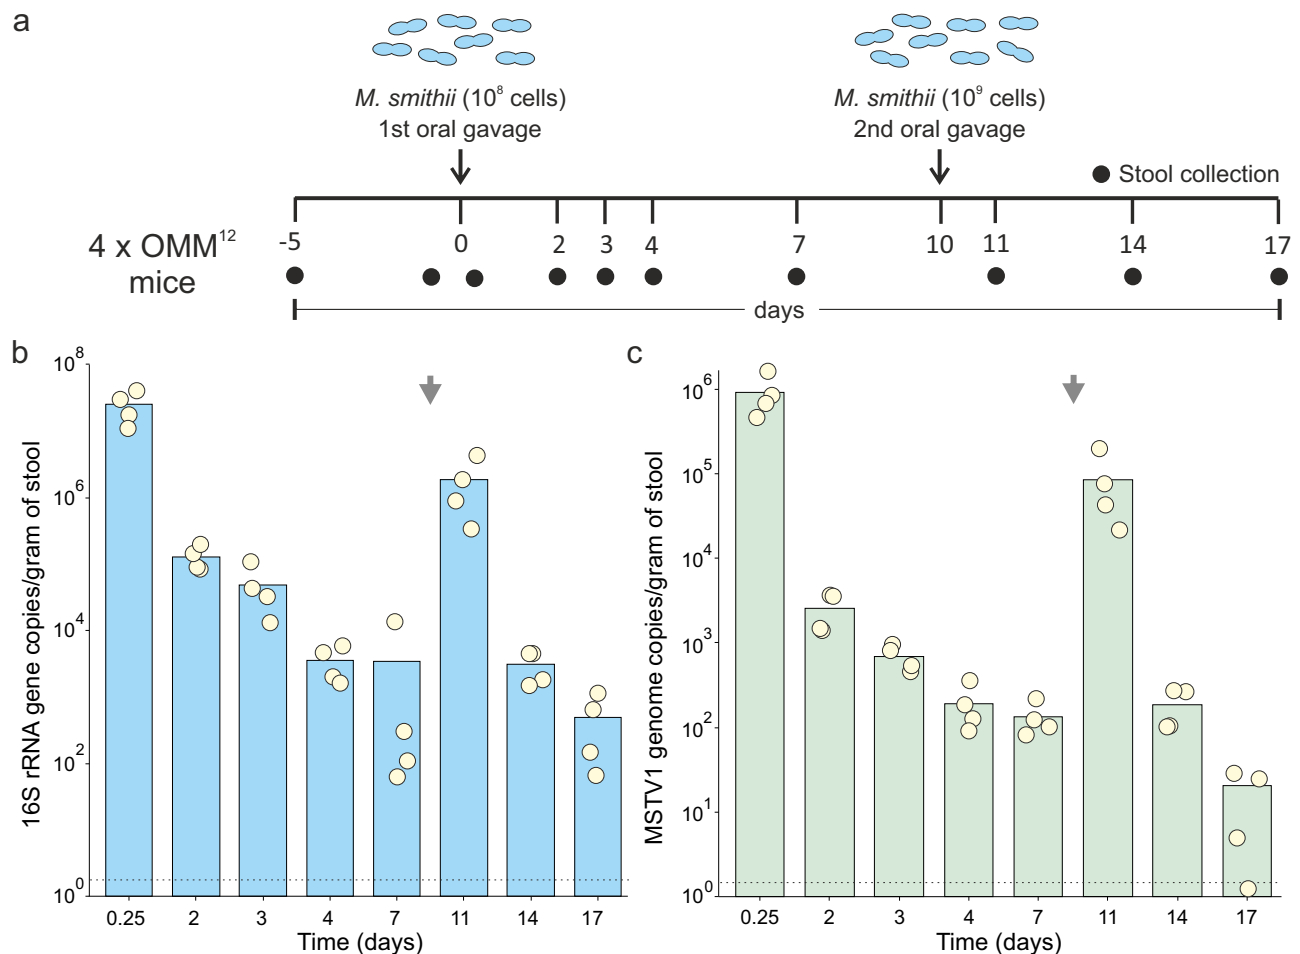 a
M. smithii (10⁸ cells)
1st oral gavage
M. smithii (10⁹ cells)
2nd oral gavage
● Stool collection
4 x OMM¹²
mice
-5 0 2 3 4 7 10 11 14 17
days
b
16S rRNA gene copies/gram of stool
10⁸
10⁶
10⁴
10²
10⁰
0.25 2 3 4 7 11 14 17
Time (days)
c
MSTV1 genome copies/gram of stool
10⁶
10⁵
10⁴
10³
10²
10¹
10⁰
0.25 2 3 4 7 11 14 17
Time (days)